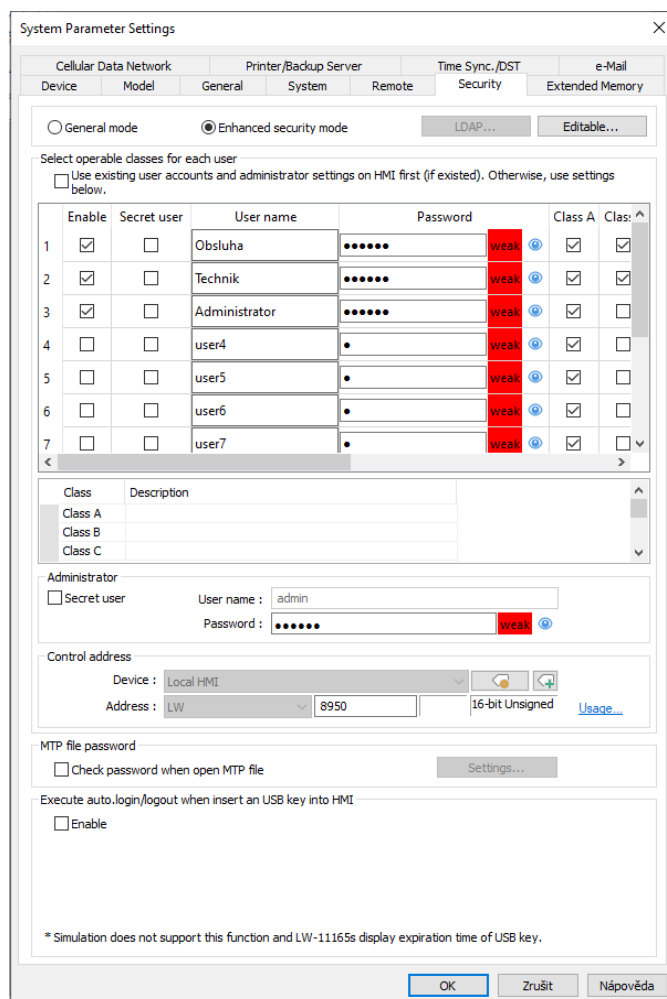 System Parameter Settings
Cellular Data Network Printer/Backup Server Time Sync./DST e-Mail
Device Model General System Remote Security Extended Memory
General mode Enhanced security mode LDAP... Editable...
Select operable classes for each user
Use existing user accounts and administrator settings on HMI first (if existed). Otherwise, use settings
below.
Enable Secret user User name Password Class A Clas
1 Obsluha •••••• weak
2 Technik •••••• weak
3 Administrator •••••• weak
4 user4 • weak
5 user5 • weak
6 user6 • weak
7 user7 • weak
Class Description
Class A
Class B
Class C
Administrator
Secret user User name : admin
Password : •••••• weak
Control address
Device : Local HMI
Address : LW 8950 16-bit Unsigned Usage...
MTP file password
Check password when open MTP file Settings...
Execute auto.login/logout when insert an USB key into HMI
Enable
* Simulation does not support this function and LW-11165s display expiration time of USB key.
OK Zrušit Nápověda